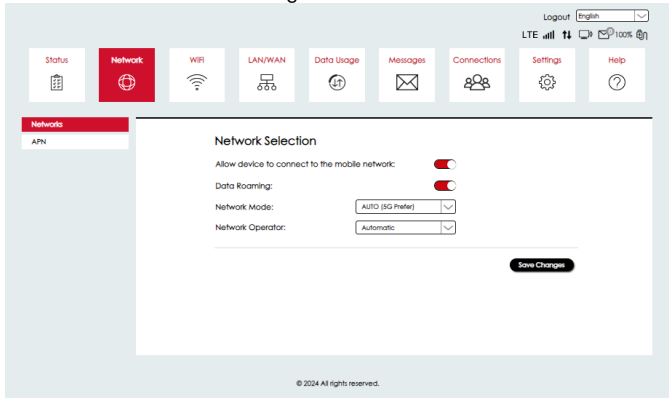 Logout English
LTE 0 100%
Status Network WiFi LAN/WAN Data Usage Messages Connections Settings Help
Networks
APN
Network Selection
Allow device to connect to the mobile network:
Data Roaming:
Network Mode: AUTO (5G Prefer)
Network Operator: Automatic
Save Changes
© 2024 All rights reserved.